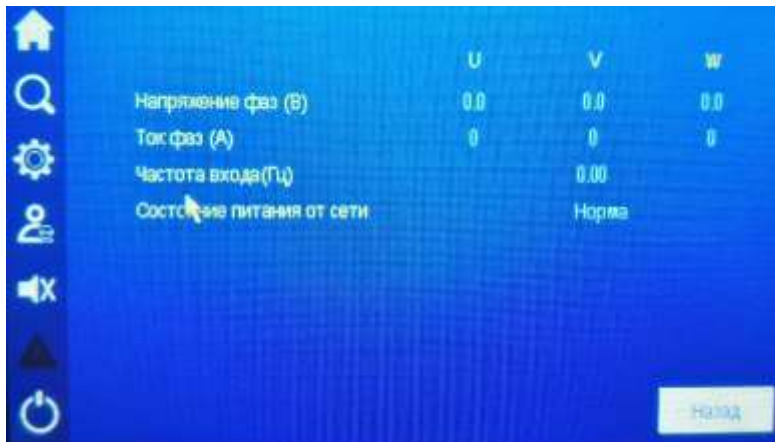 U V W
Напряжение фаз (В) 0.0 0.0 0.0
Ток фаз (А) 0 0 0
Частота входа(Гц) 0.00
Состояние питания от сети Норма
Назад